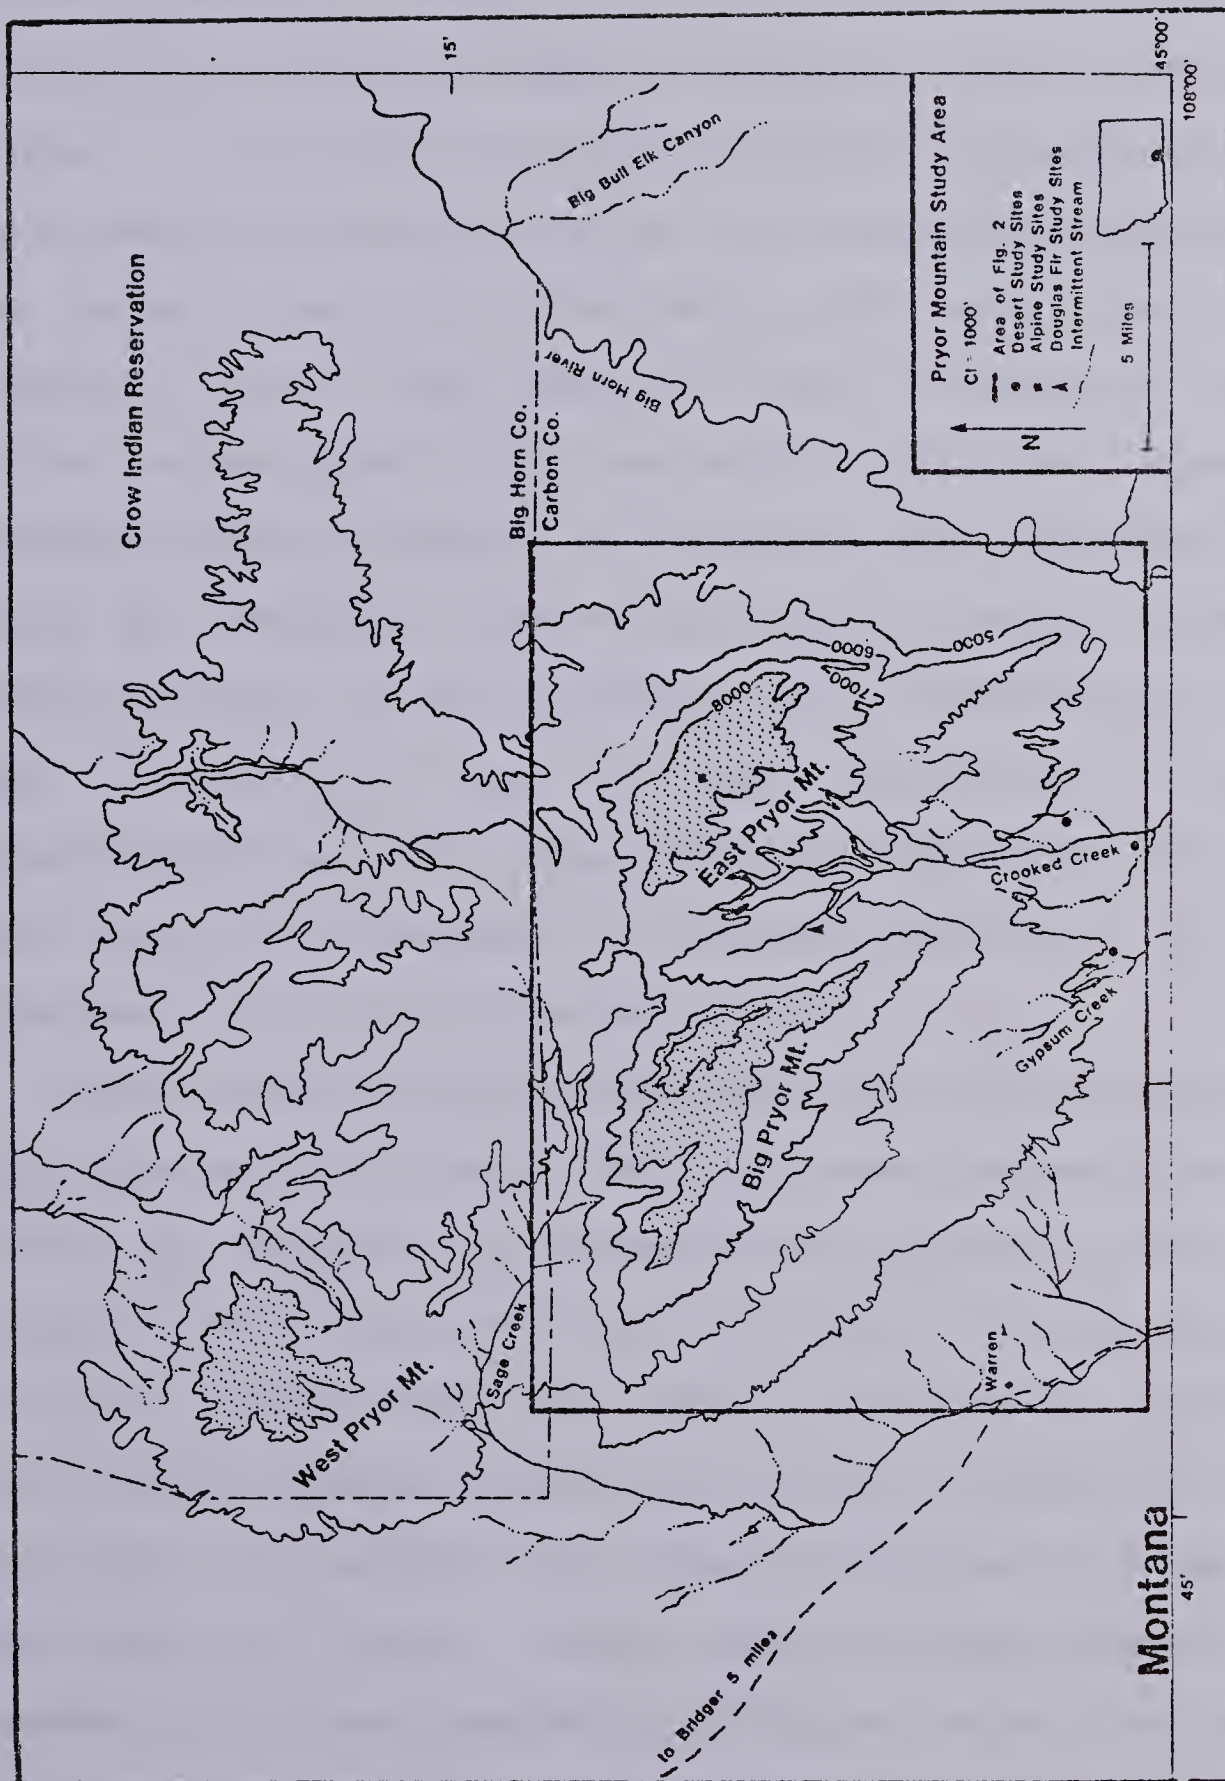 Crow Indian Reservation
15'
Big Bull Elk Canyon
Big Horn Co.
Carbon Co.
Big Horn River
West Pryor Mt.
Sage Creek
Big Pryor Mt.
East Pryor Mt.
8000
7000
6000
5000
Crooked Creek
Gypsum Creek
Warren
to Bridger 5 miles
Montana
45'
Pryor Mountain Study Area
CI - 1000'
Area of Fig. 2
Desert Study Sites
Alpine Study Sites
Douglas Fir Study Sites
Intermittent Stream
N
5 Miles
45°00'
108°00'